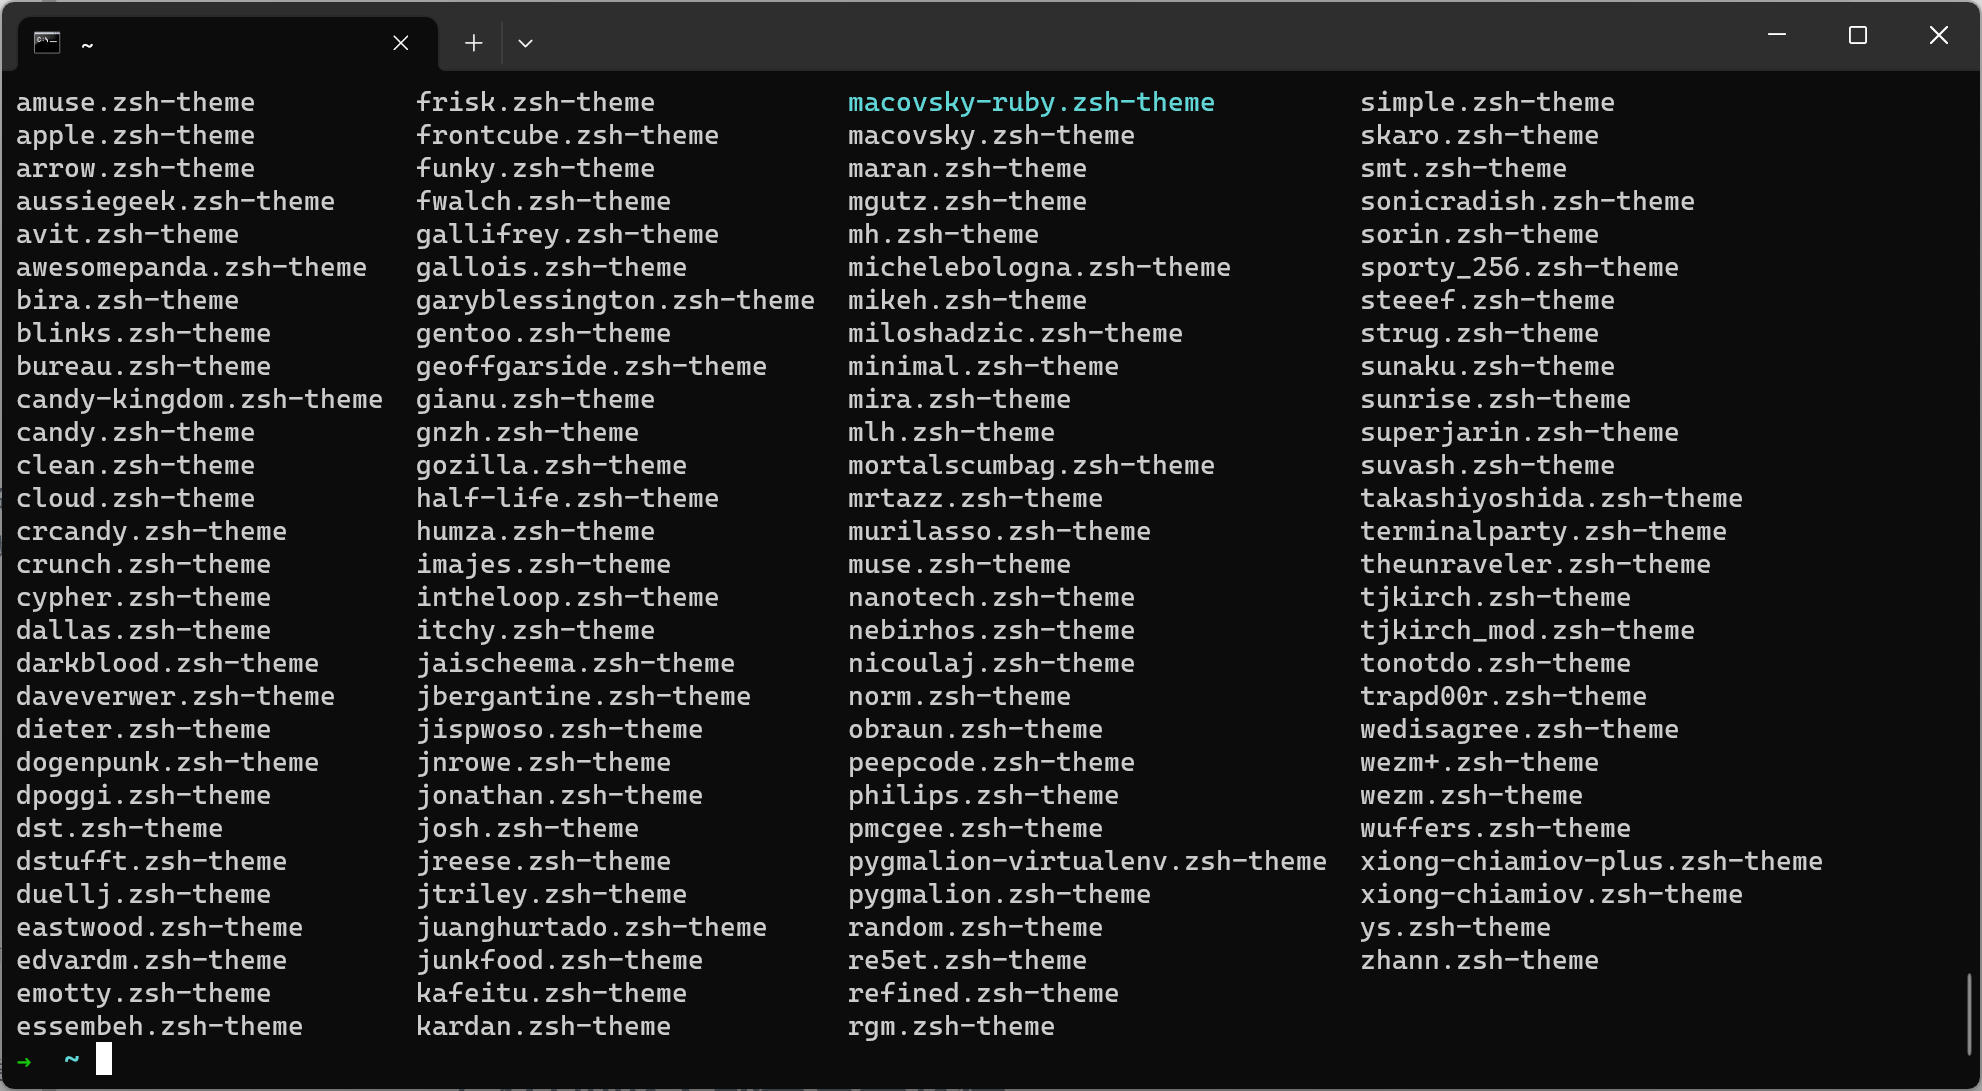 ~
amuse.zsh-theme frisk.zsh-theme macovsky-ruby.zsh-theme simple.zsh-theme
apple.zsh-theme frontcube.zsh-theme macovsky.zsh-theme skaro.zsh-theme
arrow.zsh-theme funky.zsh-theme maran.zsh-theme smt.zsh-theme
aussiegeek.zsh-theme fwalch.zsh-theme mgutz.zsh-theme sonicradish.zsh-theme
avit.zsh-theme gallifrey.zsh-theme mh.zsh-theme sorin.zsh-theme
awesomepanda.zsh-theme gallois.zsh-theme michelebologna.zsh-theme sporty_256.zsh-theme
bira.zsh-theme garyblessington.zsh-theme mikeh.zsh-theme steeef.zsh-theme
blinks.zsh-theme gentoo.zsh-theme miloshadzic.zsh-theme strug.zsh-theme
bureau.zsh-theme geoffgarside.zsh-theme minimal.zsh-theme sunaku.zsh-theme
candy-kingdom.zsh-theme gianu.zsh-theme mira.zsh-theme sunrise.zsh-theme
candy.zsh-theme gnzh.zsh-theme mlh.zsh-theme superjarin.zsh-theme
clean.zsh-theme gozilla.zsh-theme mortalscumbag.zsh-theme suvash.zsh-theme
cloud.zsh-theme half-life.zsh-theme mrtazz.zsh-theme takashiyoshida.zsh-theme
crcandy.zsh-theme humza.zsh-theme murilasso.zsh-theme terminalparty.zsh-theme
crunch.zsh-theme imajes.zsh-theme muse.zsh-theme theunraveler.zsh-theme
cypher.zsh-theme intheloop.zsh-theme nanotech.zsh-theme tjkirch.zsh-theme
dallas.zsh-theme itchy.zsh-theme nebirhos.zsh-theme tjkirch_mod.zsh-theme
darkblood.zsh-theme jaischeema.zsh-theme nicoulaj.zsh-theme tonotdo.zsh-theme
daveverwer.zsh-theme jbergantine.zsh-theme norm.zsh-theme trapd00r.zsh-theme
dieter.zsh-theme jispwoso.zsh-theme obraun.zsh-theme wedisagree.zsh-theme
dogenpunk.zsh-theme jnrowe.zsh-theme peepcode.zsh-theme wezm+.zsh-theme
dpoggi.zsh-theme jonathan.zsh-theme philips.zsh-theme wezm.zsh-theme
dst.zsh-theme josh.zsh-theme pmcgee.zsh-theme wuffers.zsh-theme
dstufft.zsh-theme jreese.zsh-theme pygmalion-virtualenv.zsh-theme xiong-chiamiov-plus.zsh-theme
duellj.zsh-theme jtriley.zsh-theme pygmalion.zsh-theme xiong-chiamiov.zsh-theme
eastwood.zsh-theme juanghurtado.zsh-theme random.zsh-theme ys.zsh-theme
edvardm.zsh-theme junkfood.zsh-theme re5et.zsh-theme zhann.zsh-theme
emotty.zsh-theme kafeitu.zsh-theme refined.zsh-theme
essembeh.zsh-theme kardan.zsh-theme rgm.zsh-theme
→ ~